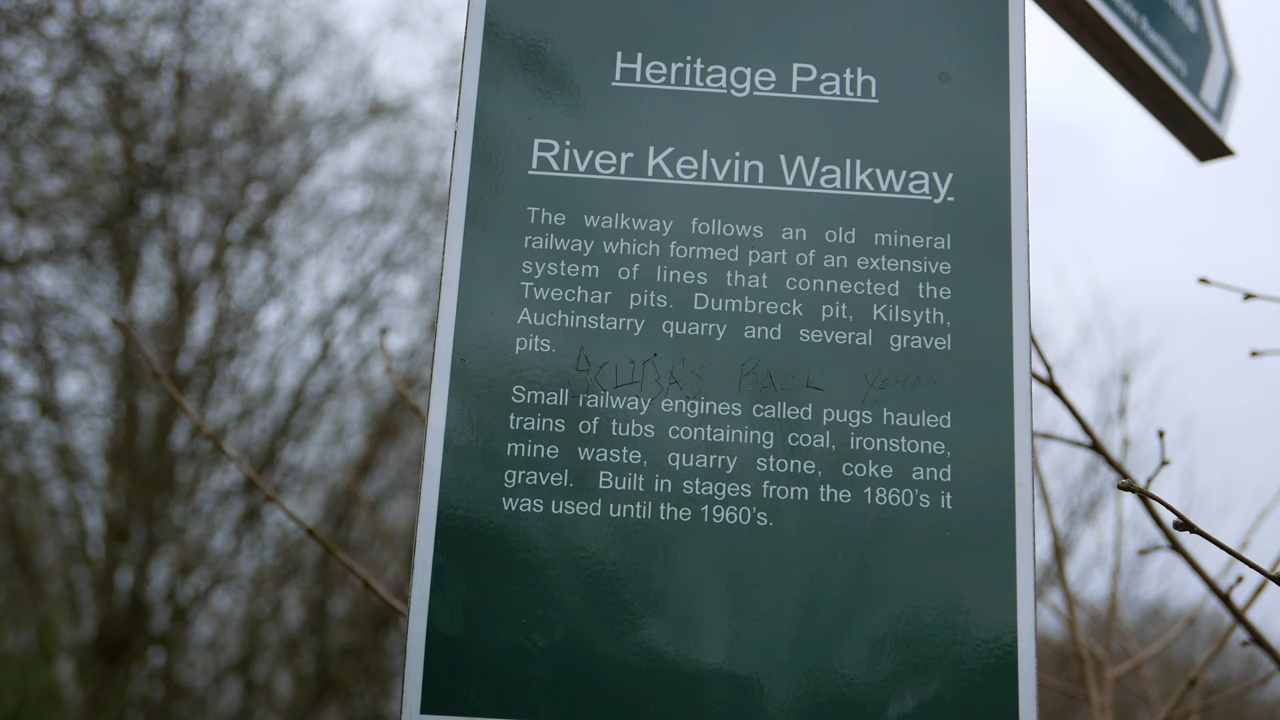 Heritage Path
River Kelvin Walkway
The walkway follows an old mineral
railway which formed part of an extensive
system of lines that connected the
Twechar pits. Dumbreck pit, Kilsyth,
Auchinstarry quarry and several gravel
pits.
Small railway engines called pugs hauled
trains of tubs containing coal, ironstone,
mine waste, quarry stone, coke and
gravel. Built in stages from the 1860's it
was used until the 1960's.